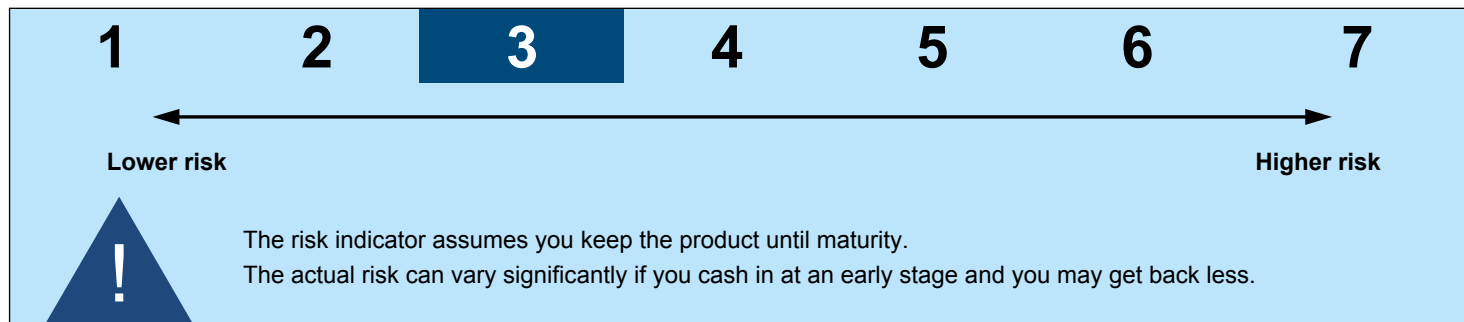 1 2 3 4 5 6 7
Lower risk Higher risk
!
The risk indicator assumes you keep the product until maturity.
The actual risk can vary significantly if you cash in at an early stage and you may get back less.